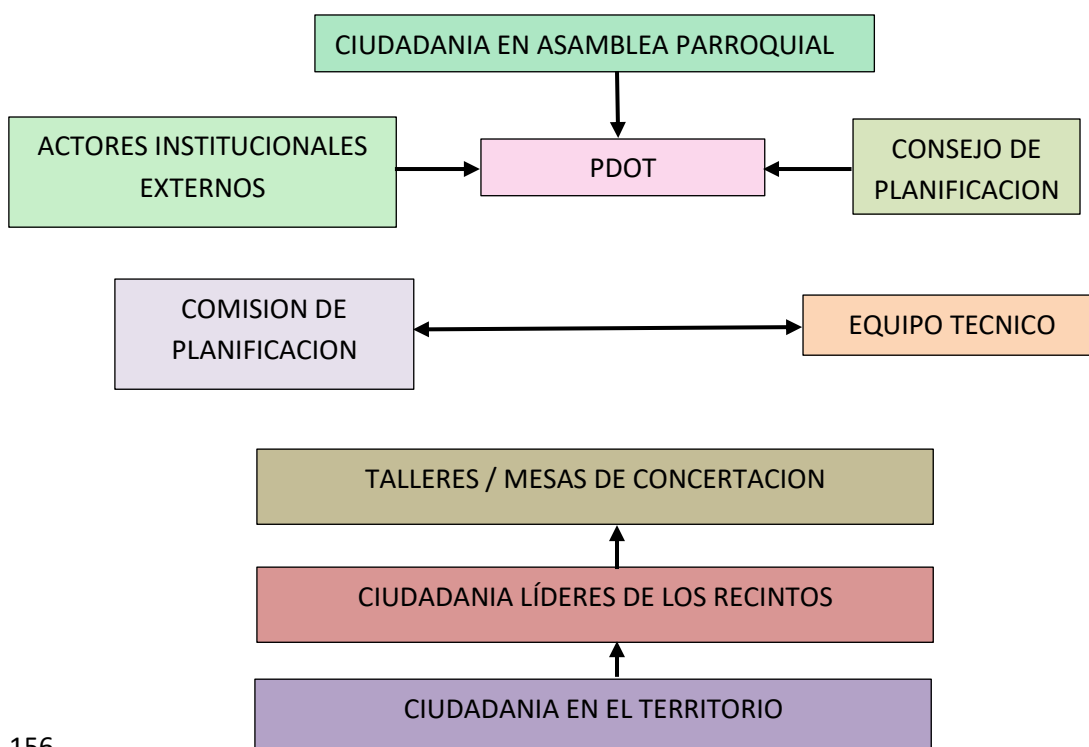 CIUDADANIA EN ASAMBLEA PARROQUIAL
ACTORES INSTITUCIONALES
EXTERNOS
PDOT
CONSEJO DE
PLANIFICACION
COMISION DE
PLANIFICACION
EQUIPO TECNICO
TALLERES / MESAS DE CONCERTACION
CIUDADANIA LÍDERES DE LOS RECINTOS
CIUDADANIA EN EL TERRITORIO
156